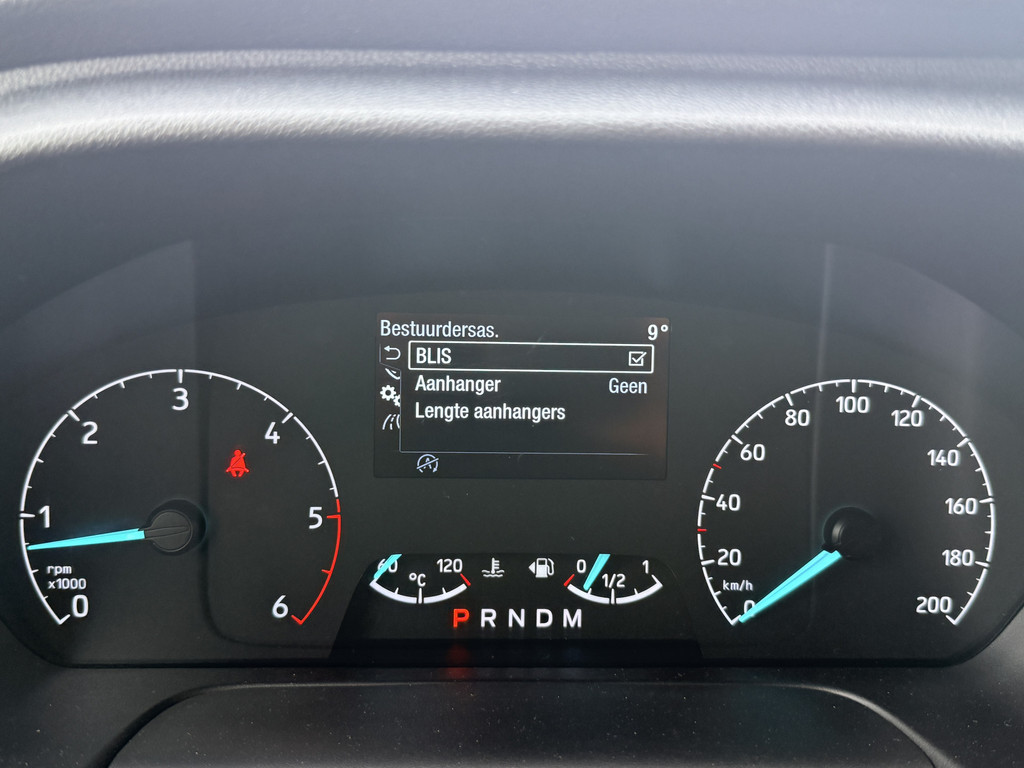 Bestuurdersas. 9°
BLIS
Aanhanger Geen
Lengte aanhangers
0 1 2 3 4 5 6
rpm
x1000
0 20 40 60 80 100 120 140 160 180 200
km/h
60 °C 120
0 1/2 1
P R N D M